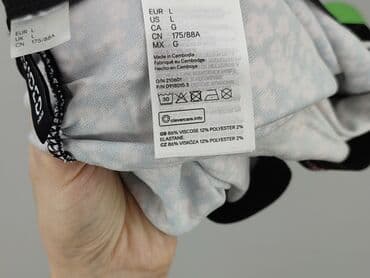 EUR L
UK L
CN 175/88A
EUR L
US L
CA G
CN 175/88A
MX G
Made in Cambodia
Fabriqué au Cambodge
Hecho en Camboya
30
clevercare.info
GB 86% VISCOSE 12% POLYESTER 2%
ELASTANE
CZ 86% VISKÓZA 12% POLYESTER 2%